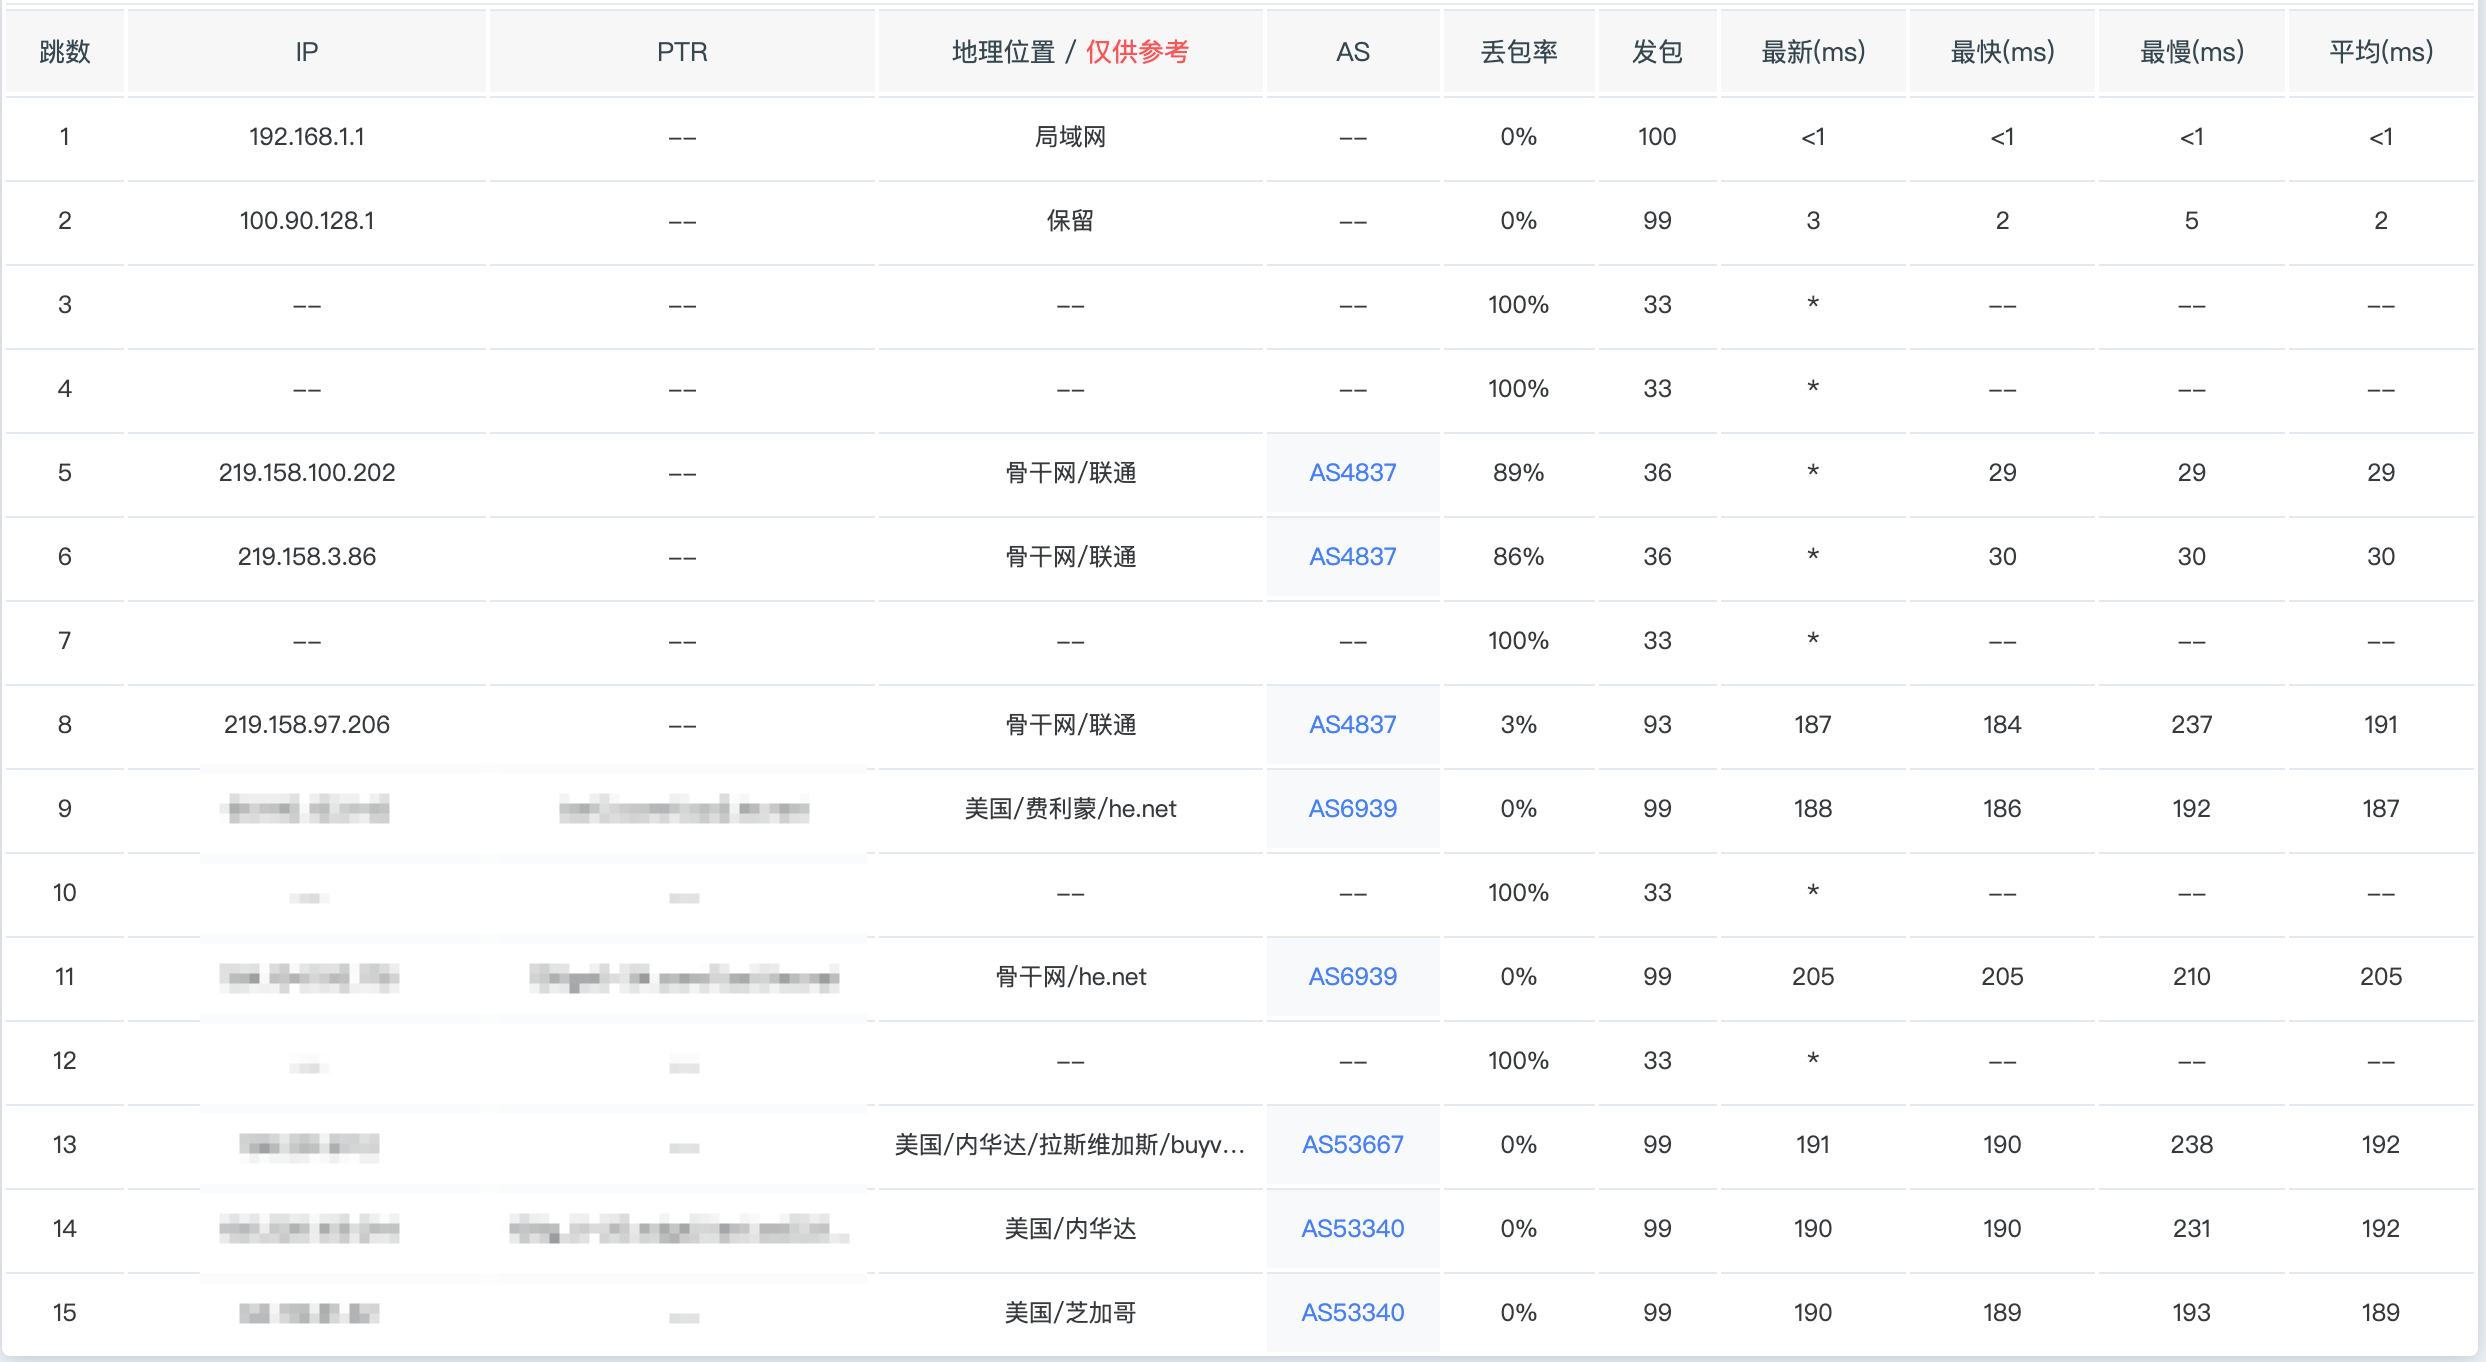 跳数 IP PTR 地理位置 / 仅供参考 AS 丢包率 发包 最新(ms) 最快(ms) 最慢(ms) 平均(ms)
1 192.168.1.1 -- 局域网 -- 0% 100 <1 <1 <1 <1
2 100.90.128.1 -- 保留 -- 0% 99 3 2 5 2
3 -- -- -- -- 100% 33 * -- -- --
4 -- -- -- -- 100% 33 * -- -- --
5 219.158.100.202 -- 骨干网/联通 AS4837 89% 36 * 29 29 29
6 219.158.3.86 -- 骨干网/联通 AS4837 86% 36 * 30 30 30
7 -- -- -- -- 100% 33 * -- -- --
8 219.158.97.206 -- 骨干网/联通 AS4837 3% 93 187 184 237 191
9 美国/费利蒙/he.net AS6939 0% 99 188 186 192 187
10 -- -- 100% 33 * -- -- --
11 骨干网/he.net AS6939 0% 99 205 205 210 205
12 -- -- 100% 33 * -- -- --
13 美国/内华达/拉斯维加斯/buyv... AS53667 0% 99 191 190 238 192
14 美国/内华达 AS53340 0% 99 190 190 231 192
15 美国/芝加哥 AS53340 0% 99 190 189 193 189